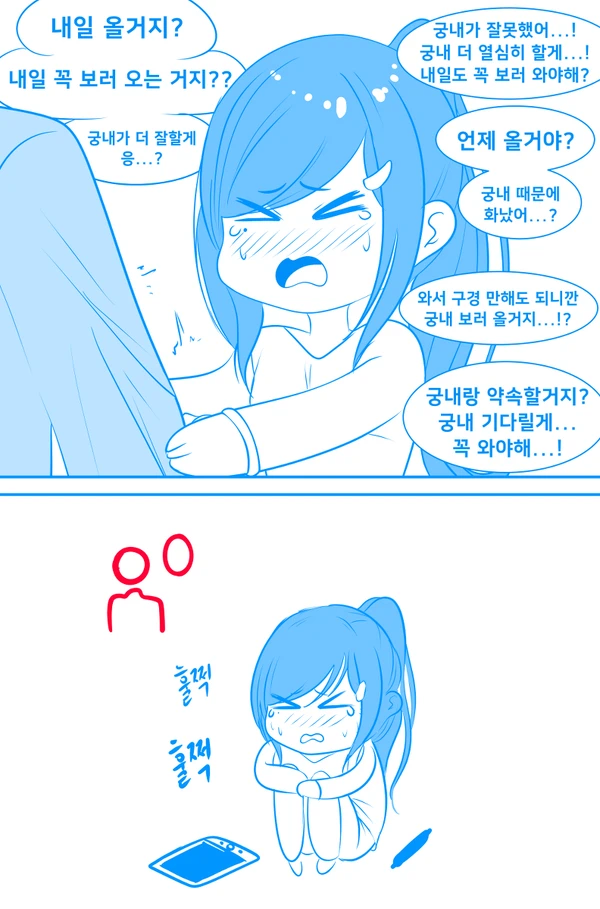 내일 올거지?
내일 꼭 보러 오는 거지??
궁내가 더 잘할게
응...?
궁내가 잘못했어...!
궁내 더 열심히 할게...!
내일도 꼭 보러 와야해?
언제 올거야?
궁내 때문에
화났어...?
와서 구경 만해도 되니깐
궁내 보러 올거지...!?
궁내랑 약속할거지?
궁내 기다릴게...
꼭 와야해...!
0
훌쩍
훌쩍